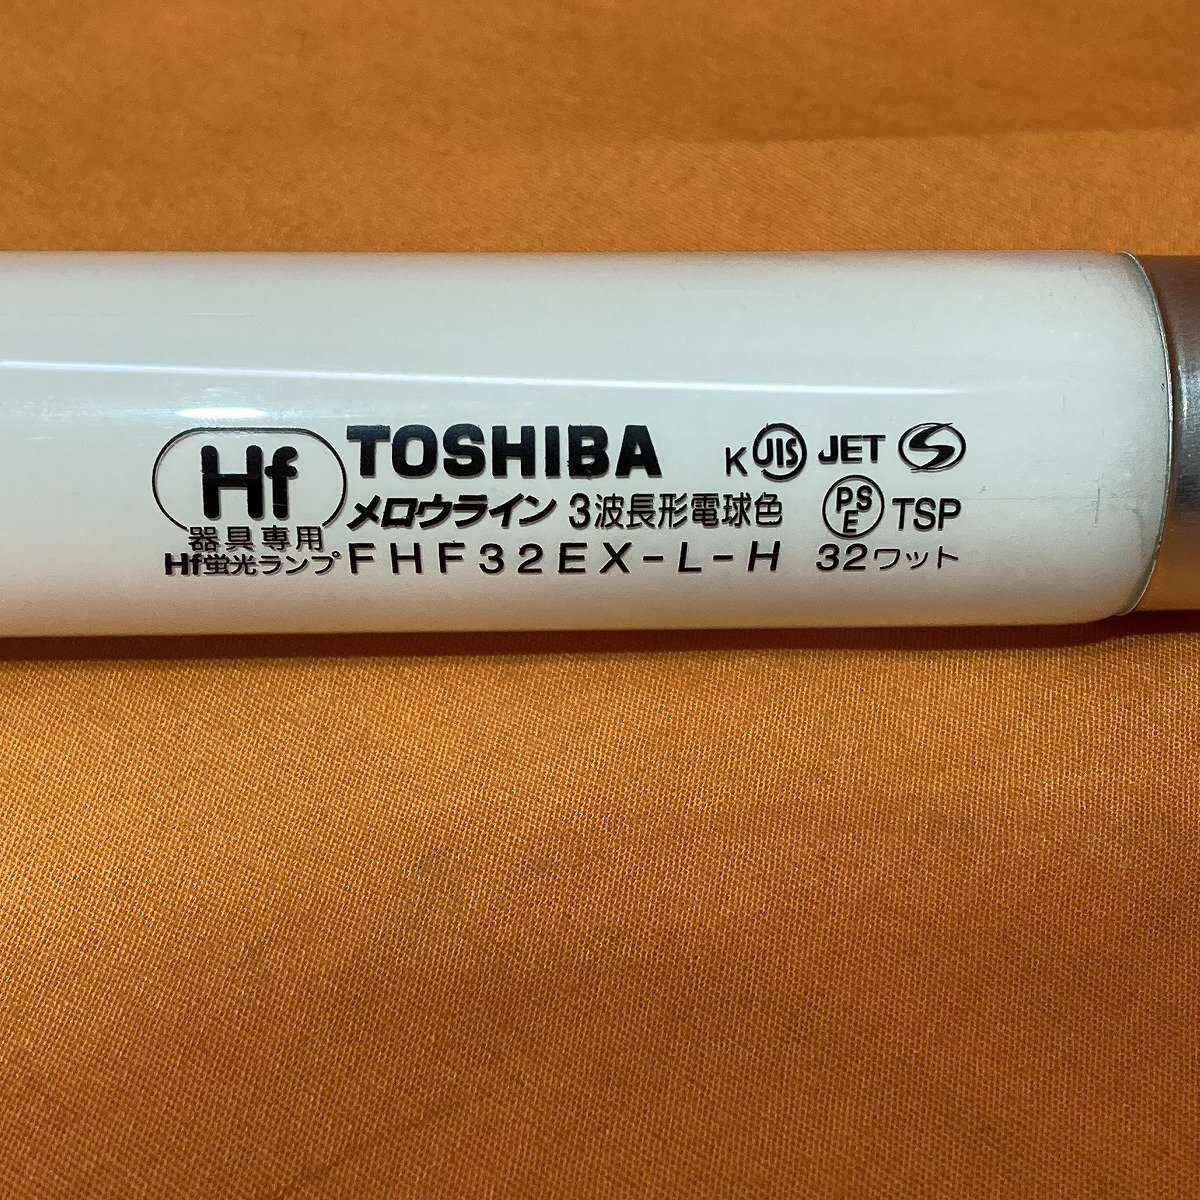 Hf TOSHIBA K JIS JET S
メロウライン 3波長形電球色 PSE TSP
器具専用
Hf蛍光ランプ FHF32EX-L-H 32ワット